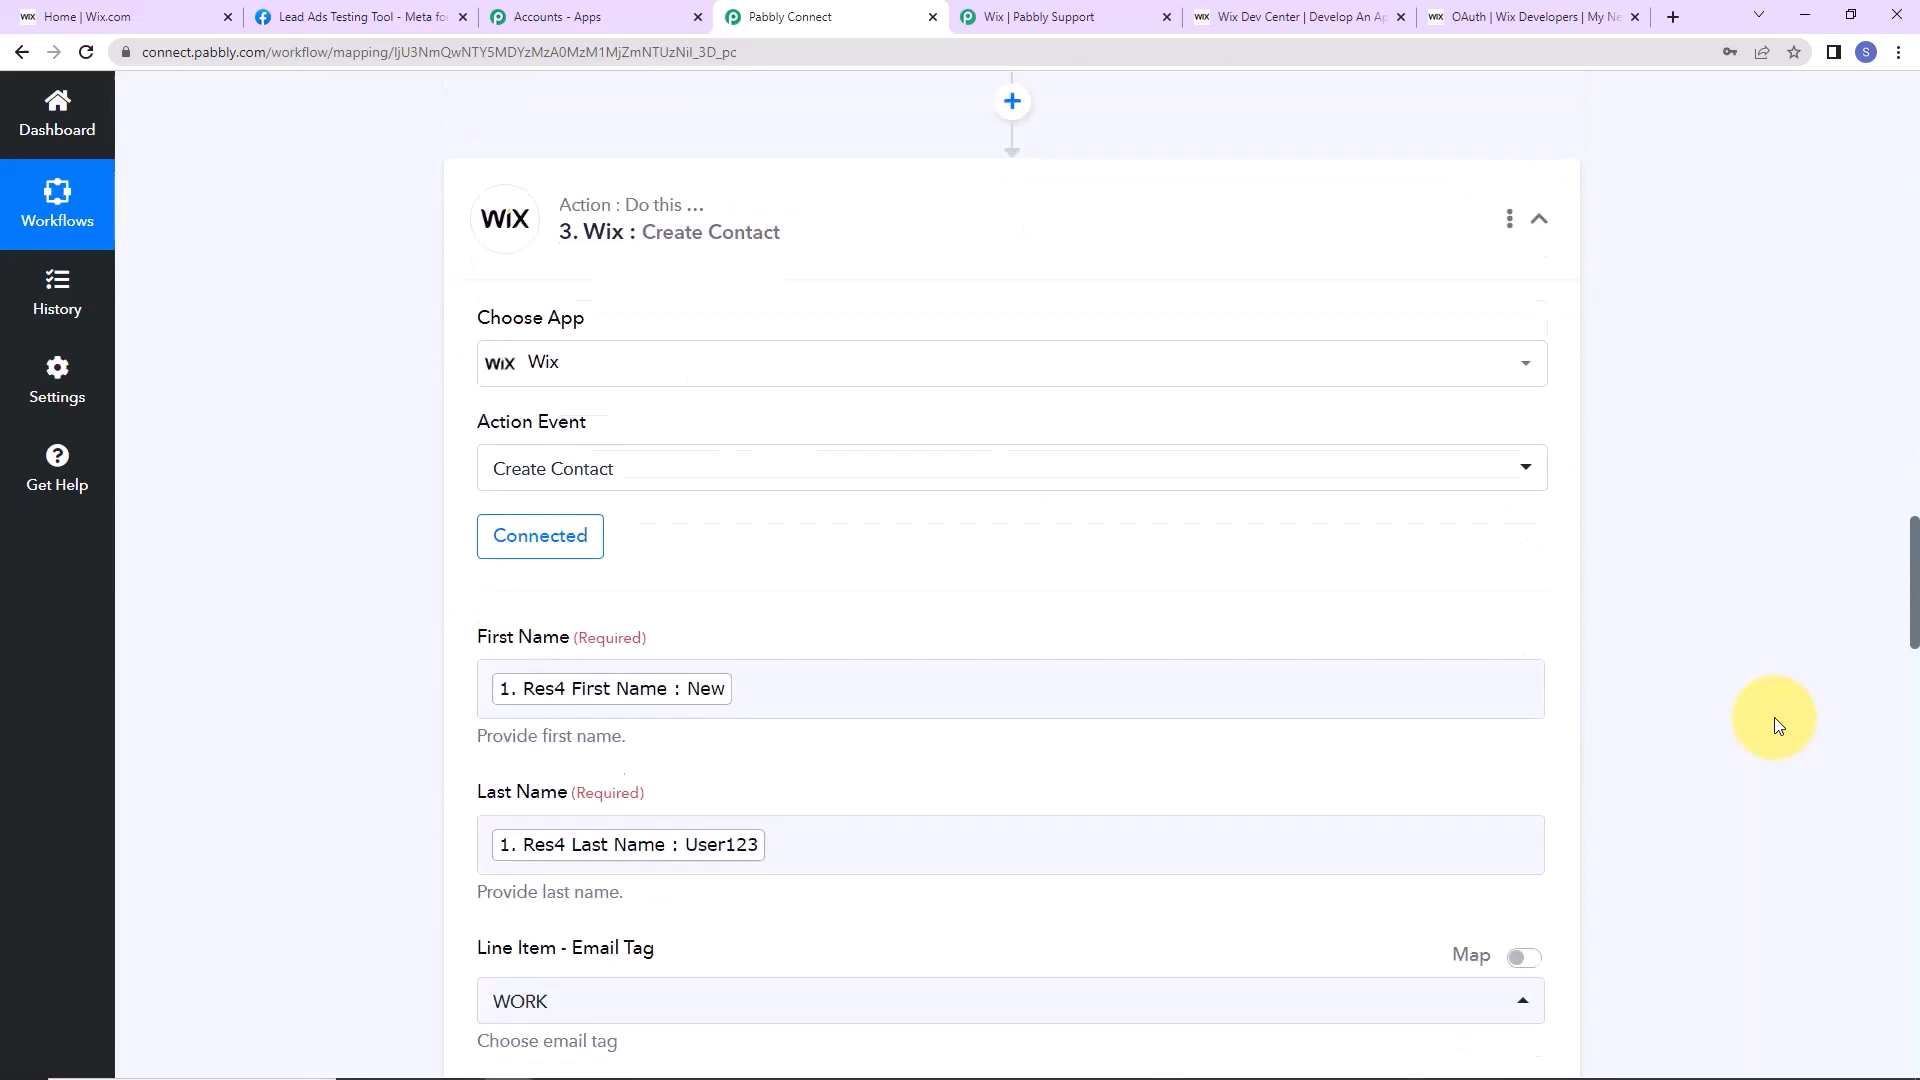 WiX Home | Wix.com
Lead Ads Testing Tool - Meta fo
Accounts - Apps
Pabbly Connect
Wix | Pabbly Support
WiX Wix Dev Center | Develop An Ap
WiX OAuth | Wix Developers | My Ne
connect.pabbly.com/workflow/mapping/IjU3NmQwNTY5MDYzMzA0MzM1MjZmNTUzNiI_3D_pc
S
Dashboard
Workflows
History
Settings
Get Help
WiX
Action : Do this ...
3. Wix : Create Contact
Choose App
WiX Wix
Action Event
Create Contact
Connected
First Name (Required)
1. Res4 First Name : New
Provide first name.
Last Name (Required)
1. Res4 Last Name : User123
Provide last name.
Line Item - Email Tag
Map
WORK
Choose email tag